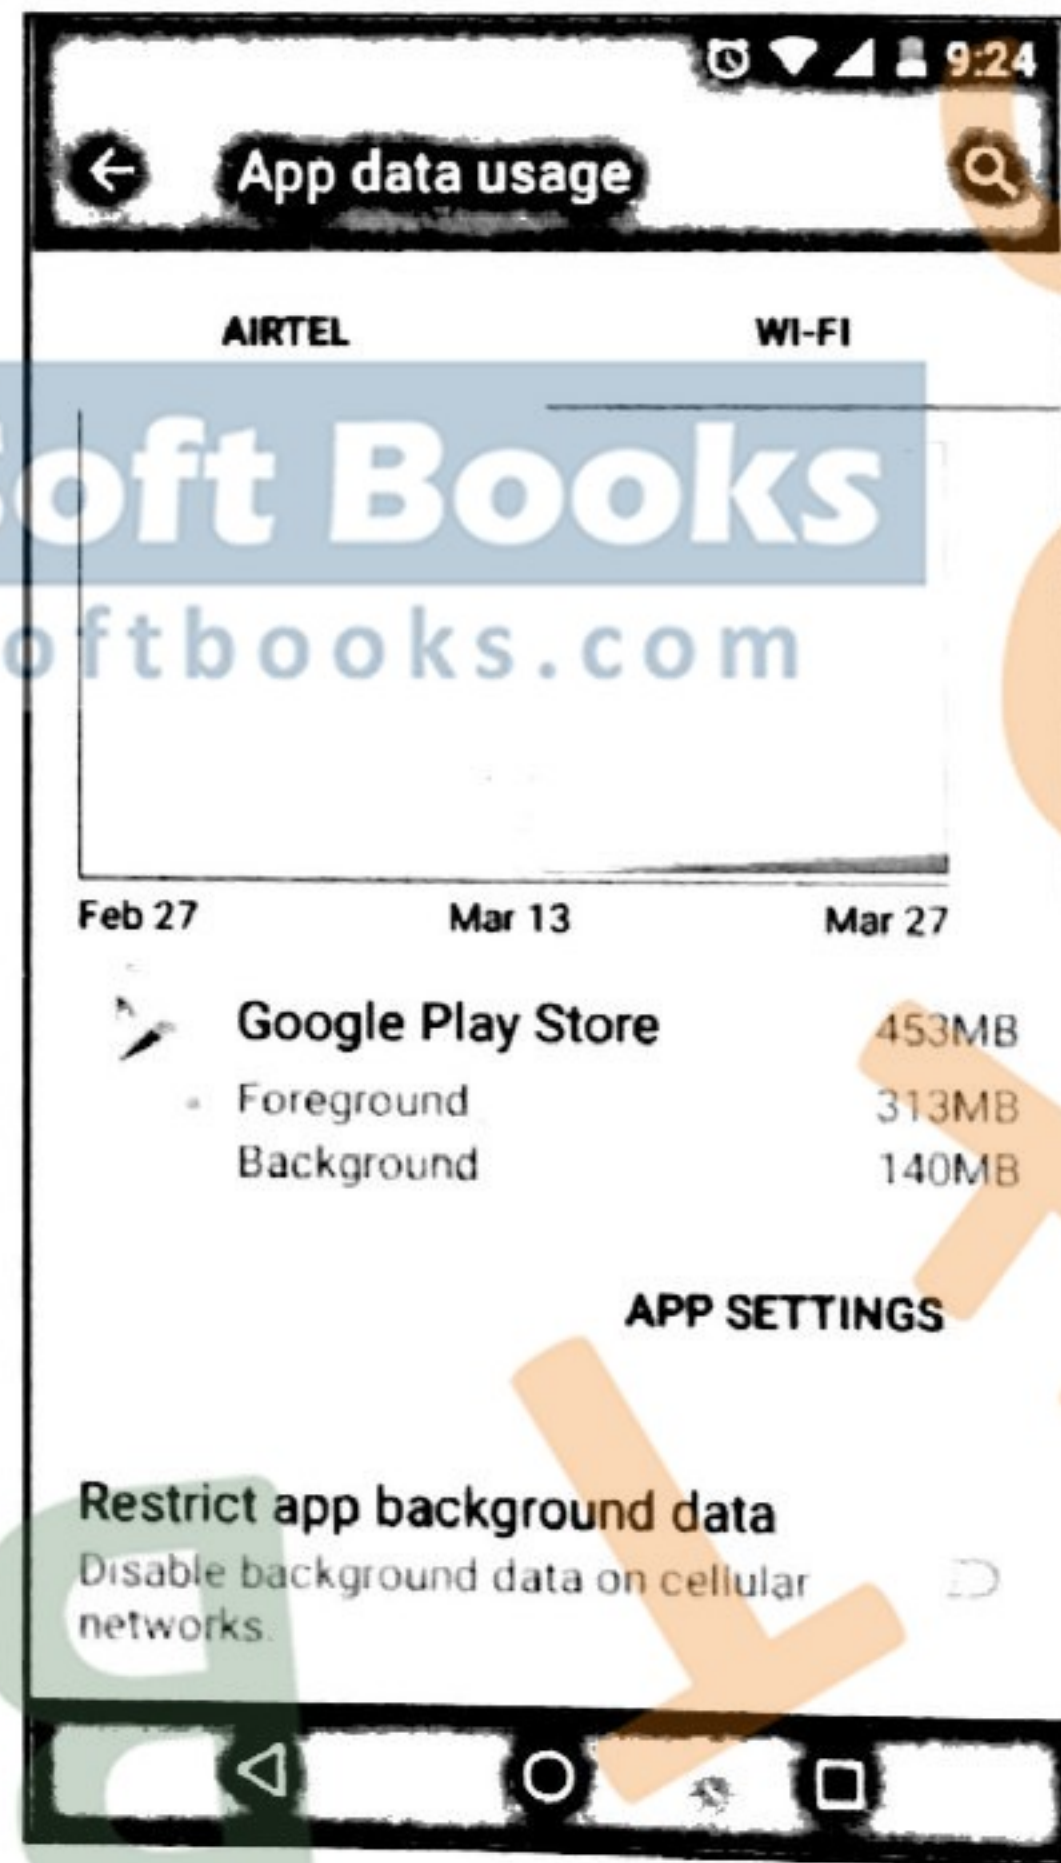 9:24
App data usage
AIRTEL WI-FI
oft Books
oftbooks.com
Feb 27 Mar 13 Mar 27
Google Play Store 453MB
Foreground 313MB
Background 140MB
APP SETTINGS
Restrict app background data
Disable background data on cellular
networks.